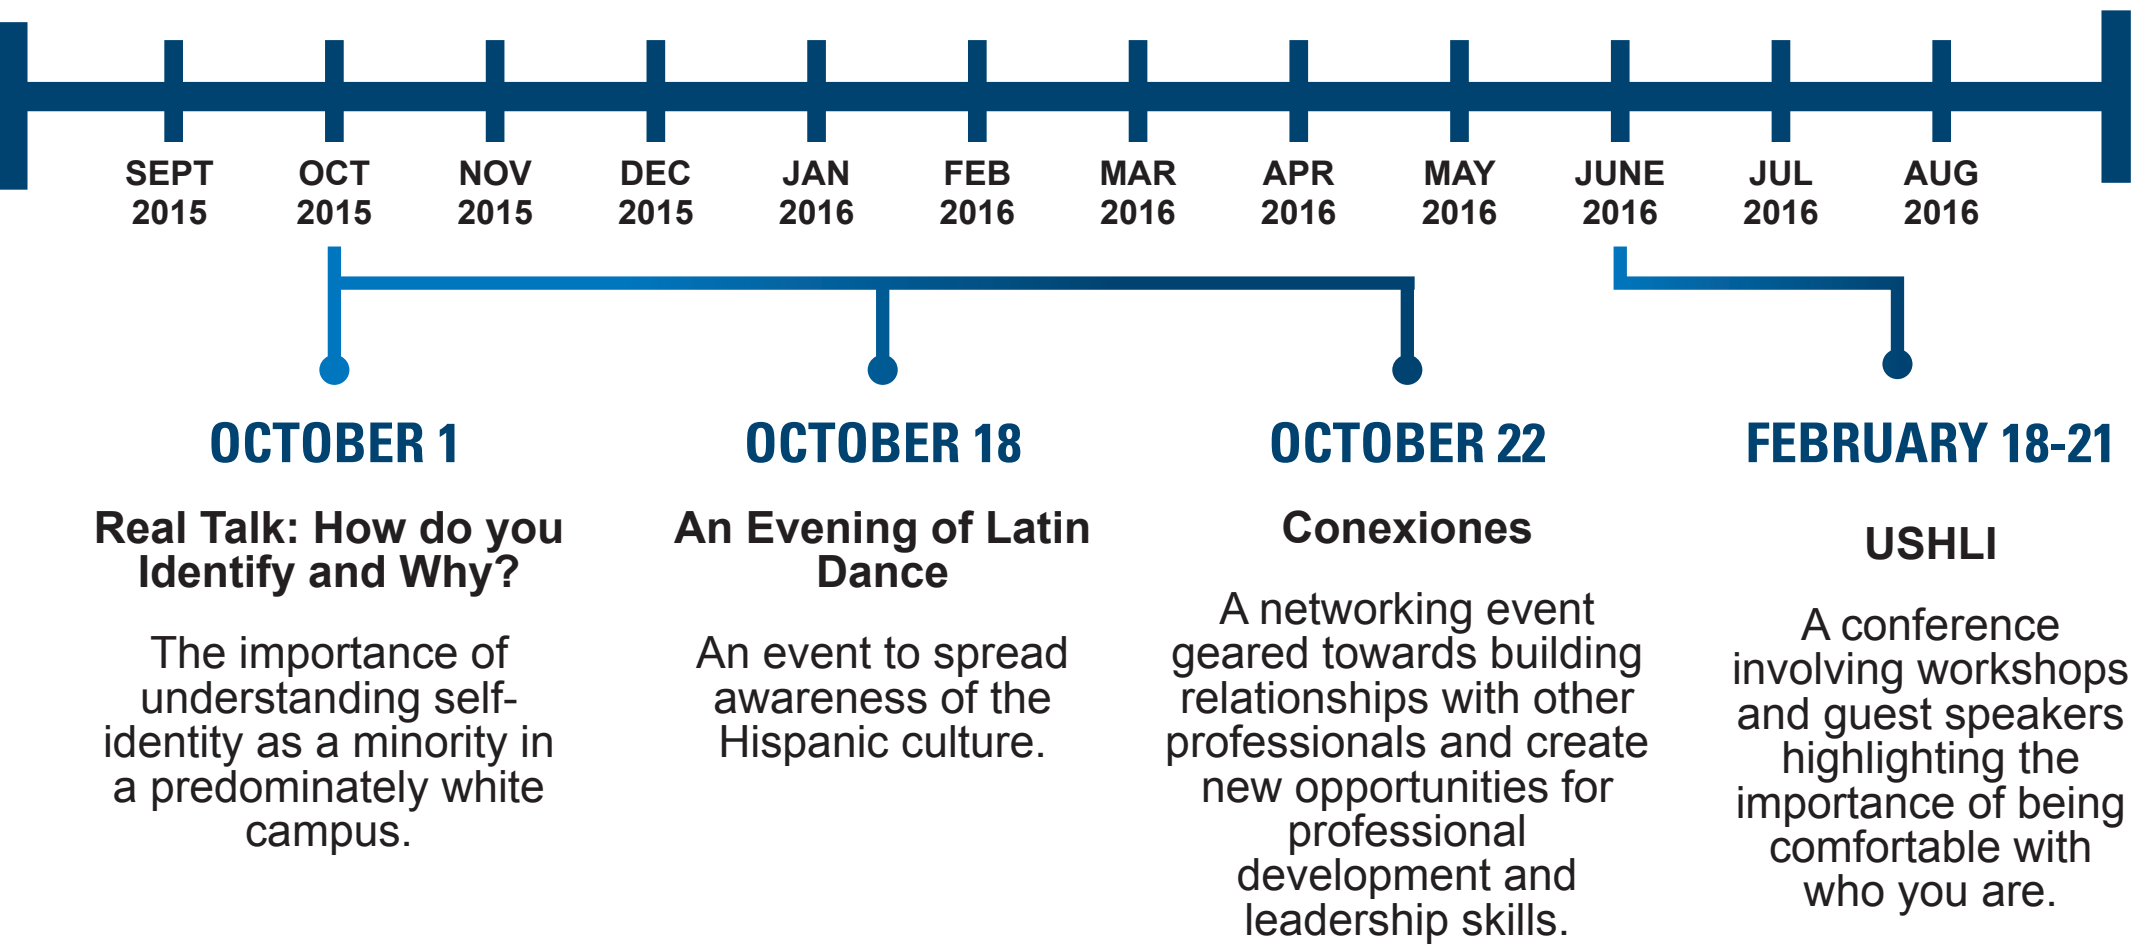 SEPT
2015
OCT
2015
NOV
2015
DEC
2015
JAN
2016
FEB
2016
MAR
2016
APR
2016
MAY
2016
JUNE
2016
JUL
2016
AUG
2016
OCTOBER 1
Real Talk: How do you
Identify and Why?
The importance of
understanding self-
identity as a minority in
a predominately white
campus.
OCTOBER 18
An Evening of Latin
Dance
An event to spread
awareness of the
Hispanic culture.
OCTOBER 22
Conexiones
A networking event
geared towards building
relationships with other
professionals and create
new opportunities for
professional
development and
leadership skills.
FEBRUARY 18-21
USHLI
A conference
involving workshops
and guest speakers
highlighting the
importance of being
comfortable with
who you are.